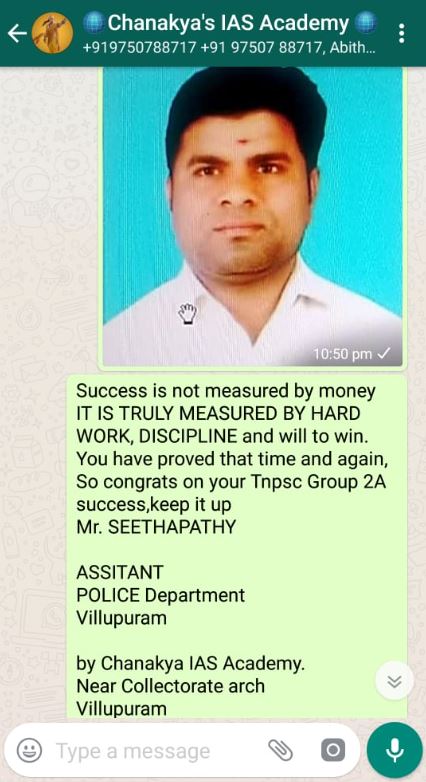 Chanakya's IAS Academy
+919750788717 +91 97507 88717, Abith...
10:50 pm
Success is not measured by money
IT IS TRULY MEASURED BY HARD
WORK, DISCIPLINE and will to win.
You have proved that time and again,
So congrats on your Tnpsc Group 2A
success,keep it up
Mr. SEETHAPATHY
ASSITANT
POLICE Department
Villupuram
by Chanakya IAS Academy.
Near Collectorate arch
Villupuram
Type a message